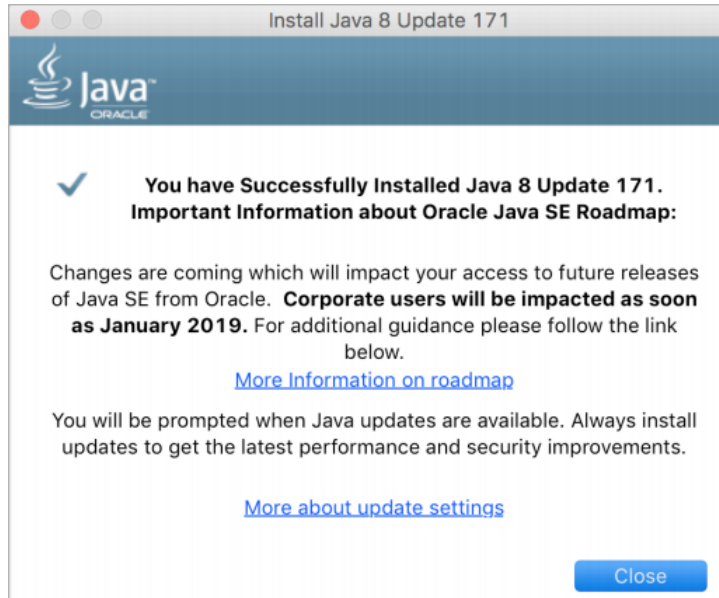 Install Java 8 Update 171
Java™
ORACLE
You have Successfully Installed Java 8 Update 171.
Important Information about Oracle Java SE Roadmap:
Changes are coming which will impact your access to future releases
of Java SE from Oracle.  Corporate users will be impacted as soon
as January 2019. For additional guidance please follow the link
below.
More Information on roadmap
You will be prompted when Java updates are available. Always install
updates to get the latest performance and security improvements.
More about update settings
Close